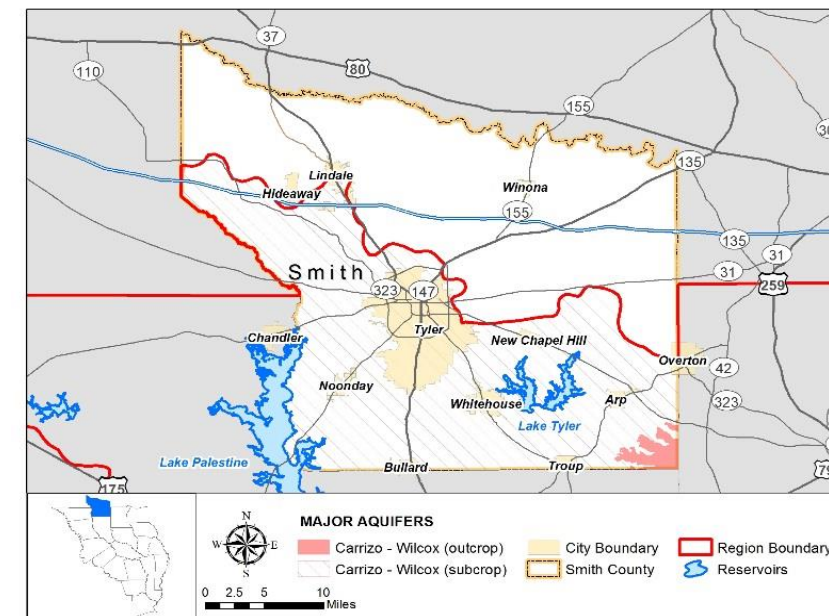 37
110
80
155
30
135
Lindale
Hideaway
Winona
155
135
31
Smith
31
323
147
259
Chandler
Tyler
New Chapel Hill
Overton
42
Noonday
Whitehouse
Arp
323
Lake Tyler
Lake Palestine
Bullard
Troup
79
175
N
W E
S
0 2.5 5 10
Miles
MAJOR AQUIFERS
Carrizo - Wilcox (outcrop)
Carrizo - Wilcox (subcrop)
City Boundary
Smith County
Region Boundary
Reservoirs